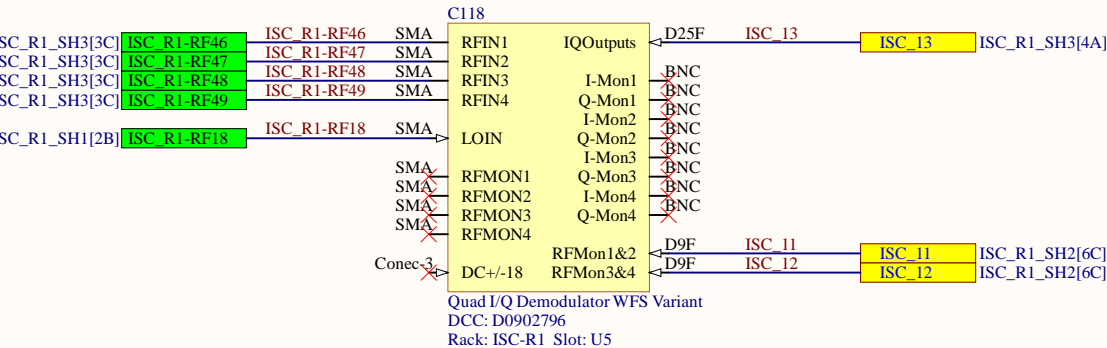 C118
SC_R1_SH3[3C] ISC_R1-RF46 ISC_R1-RF46 SMA RFIN1 IQOutputs D25F ISC_13 ISC_13 ISC_R1_SH3[4A]
SC_R1_SH3[3C] ISC_R1-RF47 ISC_R1-RF47 SMA RFIN2
SC_R1_SH3[3C] ISC_R1-RF48 ISC_R1-RF48 SMA RFIN3 I-Mon1 BNC
SC_R1_SH3[3C] ISC_R1-RF49 ISC_R1-RF49 SMA RFIN4 Q-Mon1 BNC
I-Mon2 BNC
SC_R1_SH1[2B] ISC_R1-RF18 ISC_R1-RF18 SMA LOIN Q-Mon2 BNC
I-Mon3 BNC
SMA RFMON1 Q-Mon3 BNC
SMA RFMON2 I-Mon4 BNC
SMA RFMON3 Q-Mon4 BNC
SMA RFMON4
RFMon1&2 D9F ISC_11 ISC_11 ISC_R1_SH2[6C]
Conec-3 DC+/-18 RFMon3&4 D9F ISC_12 ISC_12 ISC_R1_SH2[6C]
Quad I/Q Demodulator WFS Variant
DCC: D0902796
Rack: ISC-R1 Slot: U5